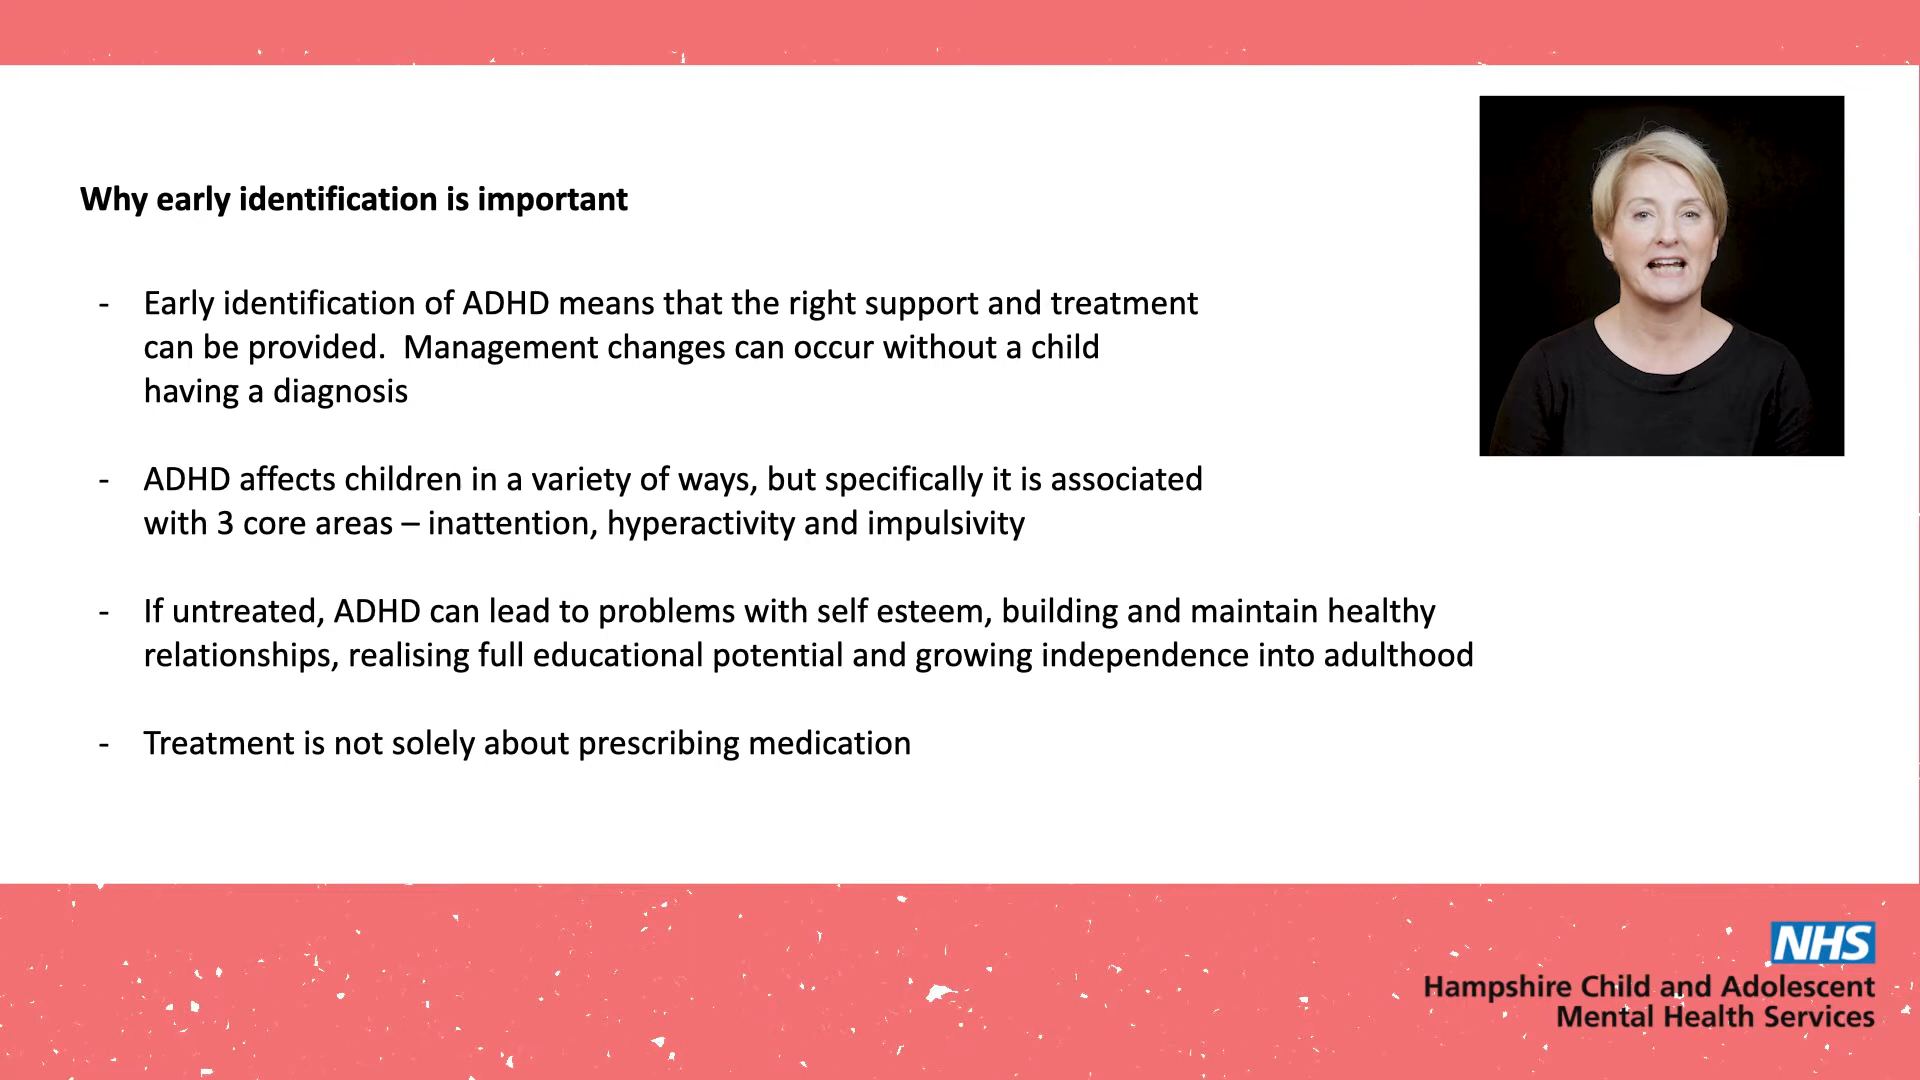 Why early identification is important
- Early identification of ADHD means that the right support and treatment
can be provided.  Management changes can occur without a child
having a diagnosis
- ADHD affects children in a variety of ways, but specifically it is associated
with 3 core areas – inattention, hyperactivity and impulsivity
- If untreated, ADHD can lead to problems with self esteem, building and maintain healthy
relationships, realising full educational potential and growing independence into adulthood
- Treatment is not solely about prescribing medication
NHS
Hampshire Child and Adolescent
Mental Health Services